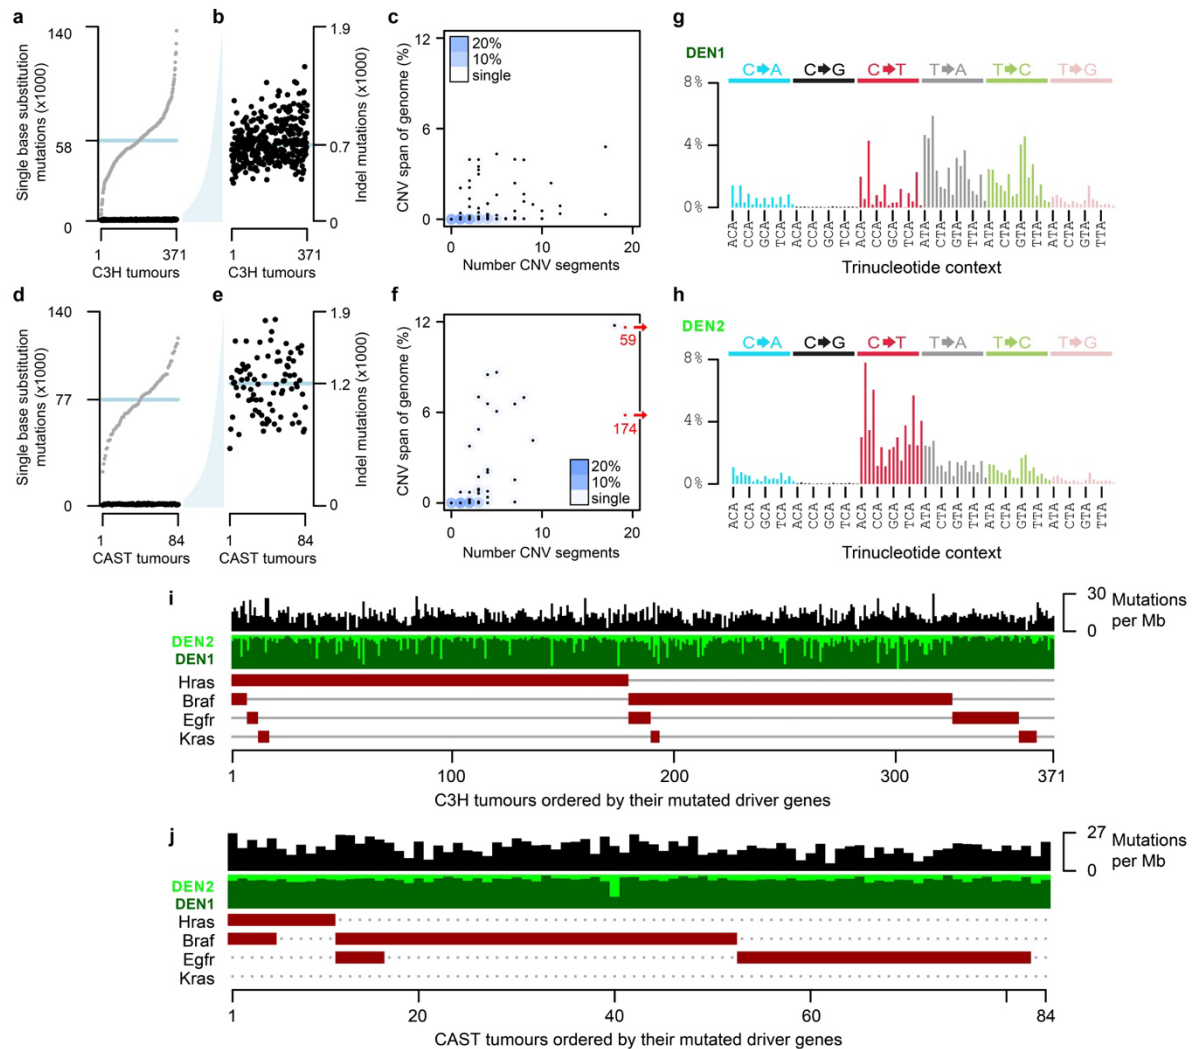 a
Single base substitution
mutations (x1000)
140
58
0
1
371
C3H tumours
b
1.9
0.7
0
Indel mutations (x1000)
1
371
C3H tumours
c
CNV span of genome (%)
12
6
0
20%
10%
single
0
10
20
Number CNV segments
g
DEN1
C A
C G
C T
T A
T C
T G
8%
4%
0%
ACA CCA GCA TCA ACA CCA GCA TCA ACA CCA GCA TCA ATA CTA GTA TTA ATA CTA GTA TTA ATA CTA GTA TTA
Trinucleotide context
d
Single base substitution
mutations (x1000)
140
77
0
1
84
CAST tumours
e
1.9
1.2
0
Indel mutations (x1000)
1
84
CAST tumours
f
CNV span of genome (%)
12
6
0
59
174
20%
10%
single
0
10
20
Number CNV segments
h
DEN2
C A
C G
C T
T A
T C
T G
8%
4%
0%
ACA CCA GCA TCA ACA CCA GCA TCA ACA CCA GCA TCA ATA CTA GTA TTA ATA CTA GTA TTA ATA CTA GTA TTA
Trinucleotide context
i
30
0
Mutations
per Mb
DEN2
DEN1
Hras
Braf
Egfr
Kras
1
100
200
300
371
C3H tumours ordered by their mutated driver genes
j
27
0
Mutations
per Mb
DEN2
DEN1
Hras
Braf
Egfr
Kras
1
20
40
60
84
CAST tumours ordered by their mutated driver genes